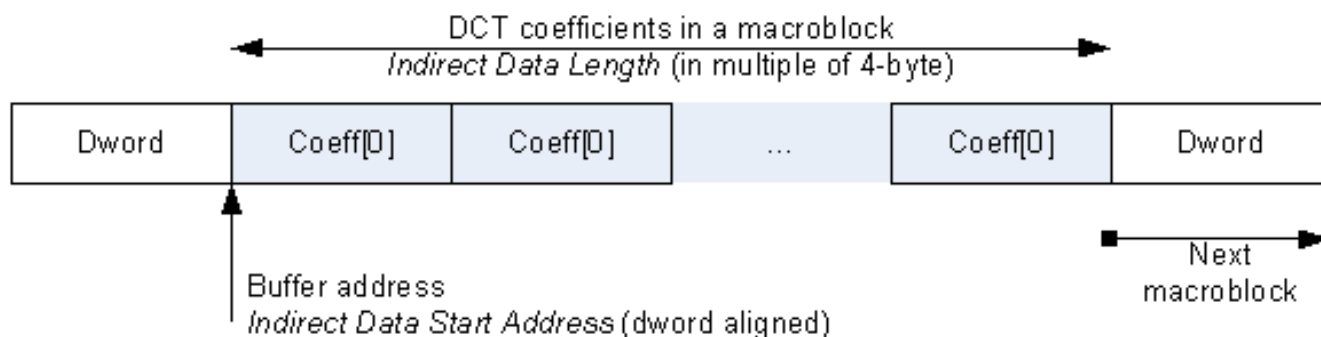 DCT coefficients in a macroblock
Indirect Data Length (in multiple of 4-byte)
Dword Coeff[0] Coeff[0] ... Coeff[0] Dword
Next
macroblock
Buffer address
Indirect Data Start Address (dword aligned)